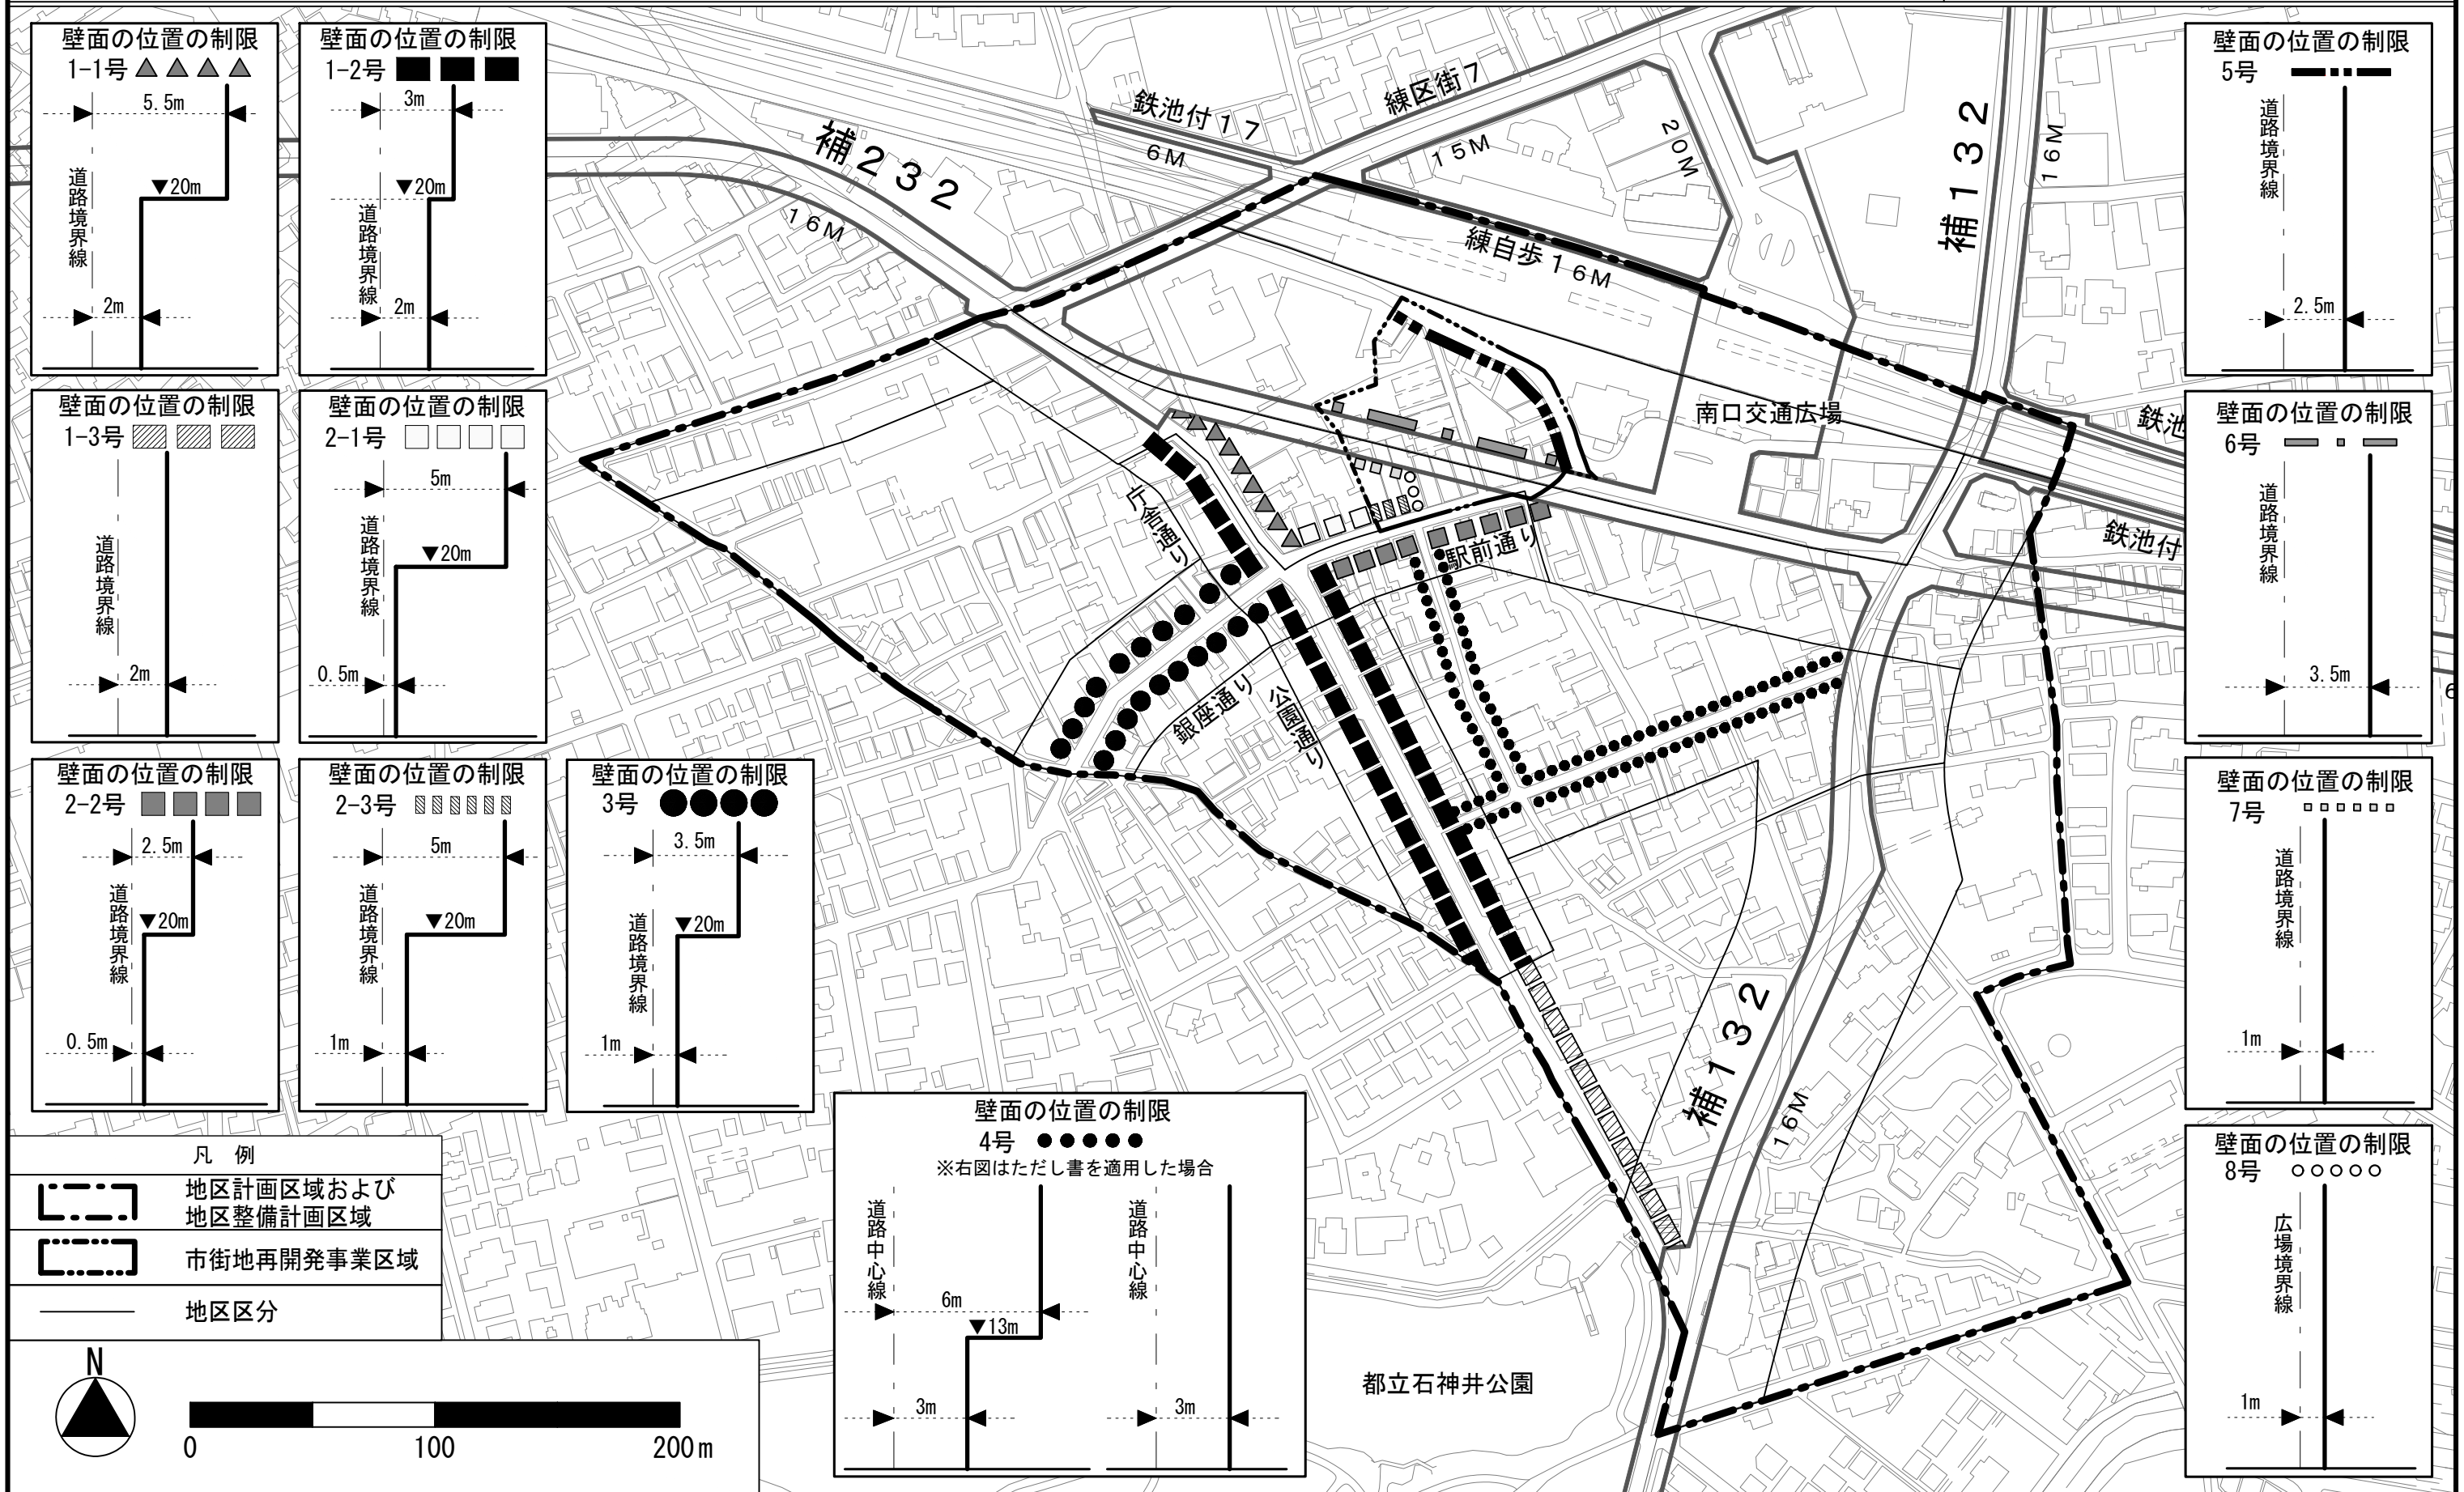 壁面の位置の制限
1-1号
5.5m
▼20m
道路境界線
2m
壁面の位置の制限
1-2号
3m
▼20m
道路境界線
2m
壁面の位置の制限
1-3号
道路境界線
2m
壁面の位置の制限
2-1号
5m
道路境界線
▼20m
0.5m
壁面の位置の制限
2-2号
2.5m
道路境界線
▼20m
0.5m
壁面の位置の制限
2-3号
5m
道路境界線
▼20m
1m
壁面の位置の制限
3号
3.5m
道路境界線
▼20m
1m
壁面の位置の制限
4号
※右図はただし書を適用した場合
道路中心線
6m
▼13m
3m
道路中心線
3m
壁面の位置の制限
5号
道路境界線
2.5m
壁面の位置の制限
6号
道路境界線
3.5m
壁面の位置の制限
7号
道路境界線
1m
壁面の位置の制限
8号
広場境界線
1m
補232
16M
鉄池付17
6M
練区街7
15M
20M
補132
16M
練自歩16M
南口交通広場
鉄池
鉄池付
6
庁舎通り
駅前通り
銀座通り
公園通り
補132
16M
都立石神井公園
凡 例
地区計画区域および
地区整備計画区域
市街地再開発事業区域
地区区分
N
0 100 200m